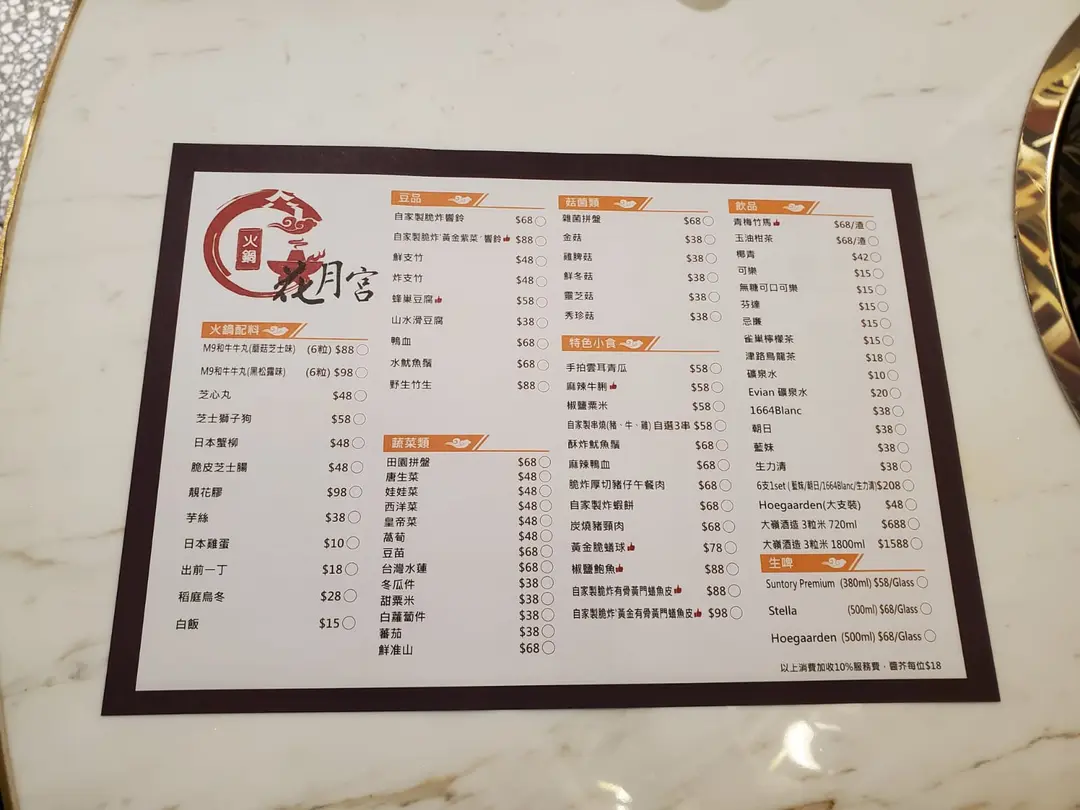 火鍋
花月宮
火鍋配料
M9和牛牛丸(蘑菇芝士味) (6粒) $88
M9和牛牛丸(黑松露味) (6粒) $98
芝心丸 $48
芝士獅子狗 $58
日本蟹柳 $48
脆皮芝士腸 $48
靚花膠 $98
芋絲 $38
日本雞蛋 $10
出前一丁 $18
稻庭烏冬 $28
白飯 $15
豆品
自家製脆炸響鈴 $68
自家製脆炸"黃金紫菜"響鈴 $88
鮮支竹 $48
炸支竹 $48
蜂巢豆腐 $58
山水滑豆腐 $38
鴨血 $68
水魷魚鬚 $68
野生竹生 $88
蔬菜類
田園拼盤 $68
唐生菜 $48
娃娃菜 $48
西洋菜 $48
皇帝菜 $48
萵筍 $48
豆苗 $68
台灣水蓮 $68
冬瓜件 $38
甜粟米 $38
白蘿蔔件 $38
蕃茄 $38
鮮准山 $68
菇菌類
雜菌拼盤 $68
金菇 $38
雞脾菇 $38
鮮冬菇 $38
靈芝菇 $38
秀珍菇 $38
特色小食
手拍雲耳青瓜 $58
麻辣牛𦟌 $58
椒鹽粟米 $58
自家製串燒(豬、牛、雞) 自選3串 $58
酥炸魷魚鬚 $68
麻辣鴨血 $68
脆炸厚切豬仔午餐肉 $68
自家製炸蝦餅 $68
炭燒豬頸肉 $68
黃金脆鱔球 $78
椒鹽鮑魚 $88
自家製脆炸有骨黃門鱔魚皮 $88
自家製脆炸"黃金有骨黃門鱔魚皮 $98
飲品
青梅竹馬 $68/渣
玉油柑茶 $68/渣
椰青 $42
可樂 $15
無糖可口可樂 $15
芬達 $15
忌廉 $15
雀巢檸檬茶 $15
津路烏龍茶 $18
礦泉水 $10
Evian 礦泉水 $20
1664Blanc $38
朝日 $38
藍妹 $38
生力清 $38
6支1set ( 藍妹/朝日/1664Blanc/生力清) $208
Hoegaarden(大支裝) $48
大嶺酒造 3粒米 720ml $688
大嶺酒造 3粒米 1800ml $1588
生啤
Suntory Premium (380ml) $58/Glass
Stella (500ml) $68/Glass
Hoegaarden (500ml) $68/Glass
以上消費加收10%服務費，醬芥每位$18